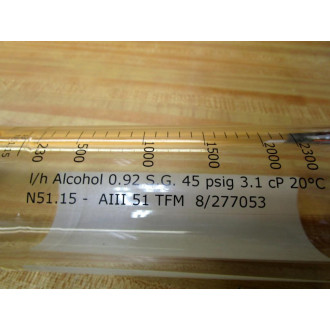 230 500 1000 1500 2000 2300
l/h Alcohol 0,92 S.G. 45 psig 3.1 cP 20°C
N51.15 - AIII 51 TFM 8/277053